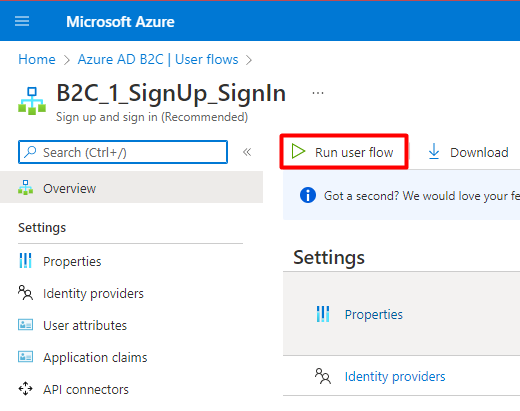 Microsoft Azure
Home > Azure AD B2C | User flows >
B2C_1_SignUp_SignIn ...
Sign up and sign in (Recommended)
Search (Ctrl+/)
«
Run user flow
Download
Overview
Got a second? We would love your fe
Settings
Properties
Identity providers
User attributes
Application claims
API connectors
Settings
Properties
Identity providers